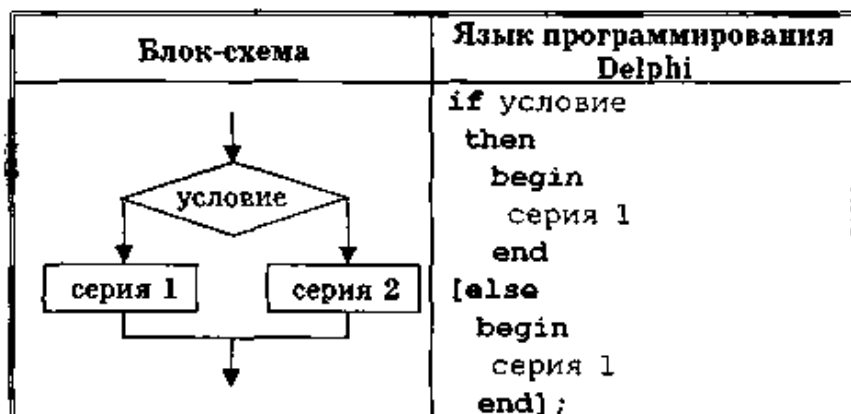 Блок-схема
Язык программирования
Delphi
условие
серия 1
серия 2
if условие
then
begin
серия 1
end
[else
begin
серия 1
end];